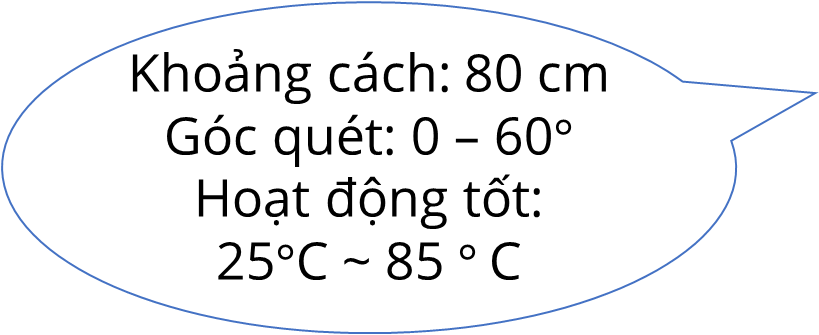 Khoảng cách: 80 cm
Góc quét: 0 – 60°
Hoạt động tốt:
25°C ~ 85 ° C